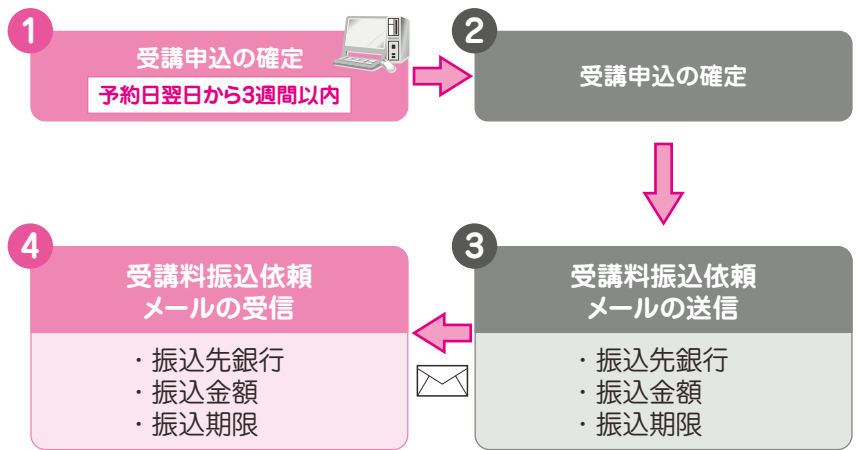 1
受講申込の確定
予約日翌日から3週間以内
2
受講申込の確定
3
受講料振込依頼
メールの送信
・振込先銀行
・振込金額
・振込期限
4
受講料振込依頼
メールの受信
・振込先銀行
・振込金額
・振込期限